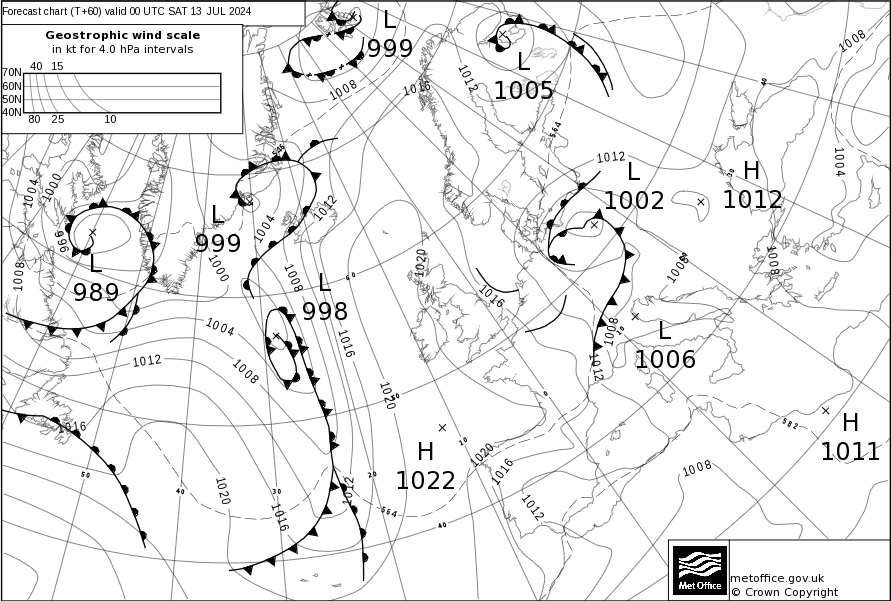 Forecast chart (T+60) valid 00 UTC SAT 13 JUL 2024
Geostrophic wind scale
in kt for 4.0 hPa intervals
40 15
70N
60N
50N
40N
80 25 10
L
999
L
1005
L
1002
H
1012
L
999
L
989
L
998
L
1006
H
1022
H
1011
1008
1016
1012
564
1012
1008
40
1004
1004
1000
996
1008
546
1004
1012
1000
1008
60
1020
1016
1008
1008
1008
1004
1012
1008
1016
1020
50
1012
10
0
582
1016
50
40
30
20
10
1020
1016
1008
1020
1016
1012
564
40
1012
Met Office
metoffice.gov.uk
© Crown Copyright